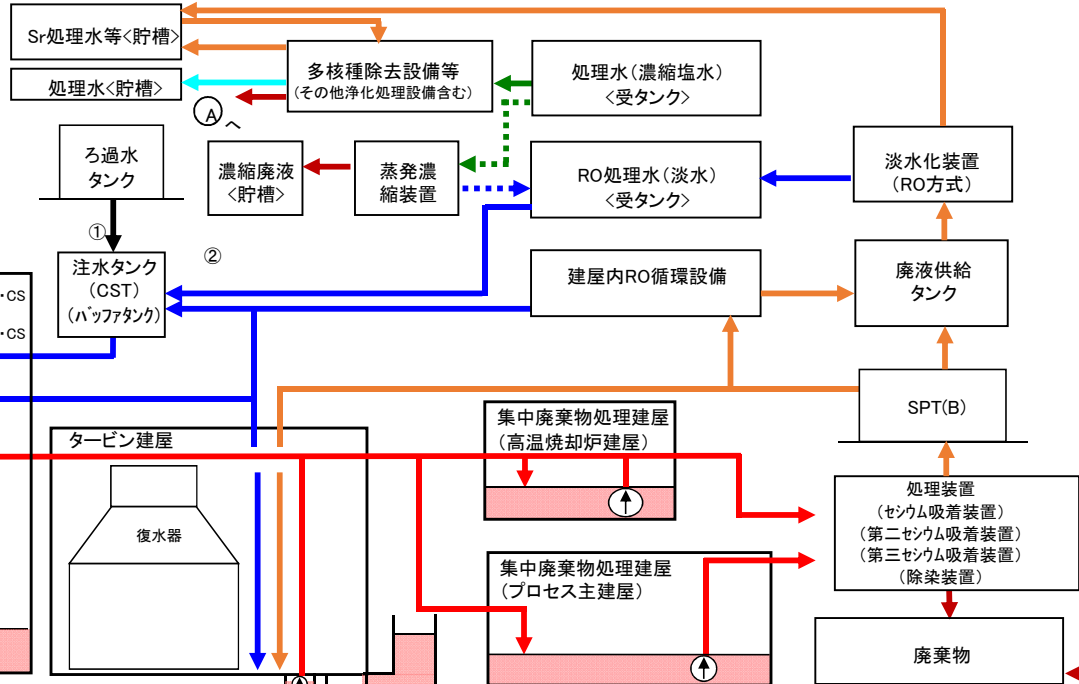 Sr処理水等<貯槽>
処理水<貯槽>
多核種除去設備等
(その他浄化処理設備含む)
処理水(濃縮塩水)
<受タンク>
Aへ
ろ過水
タンク
濃縮廃液
<貯槽>
蒸発濃
縮装置
RO処理水(淡水)
<受タンク>
淡水化装置
(RO方式)
①
②
注水タンク
(CST)
(バッファタンク)
・CS
・CS
建屋内RO循環設備
廃液供給
タンク
SPT(B)
タービン建屋
復水器
集中廃棄物処理建屋
(高温焼却炉建屋)
集中廃棄物処理建屋
(プロセス主建屋)
処理装置
(セシウム吸着装置)
(第二セシウム吸着装置)
(第三セシウム吸着装置)
(除染装置)
廃棄物